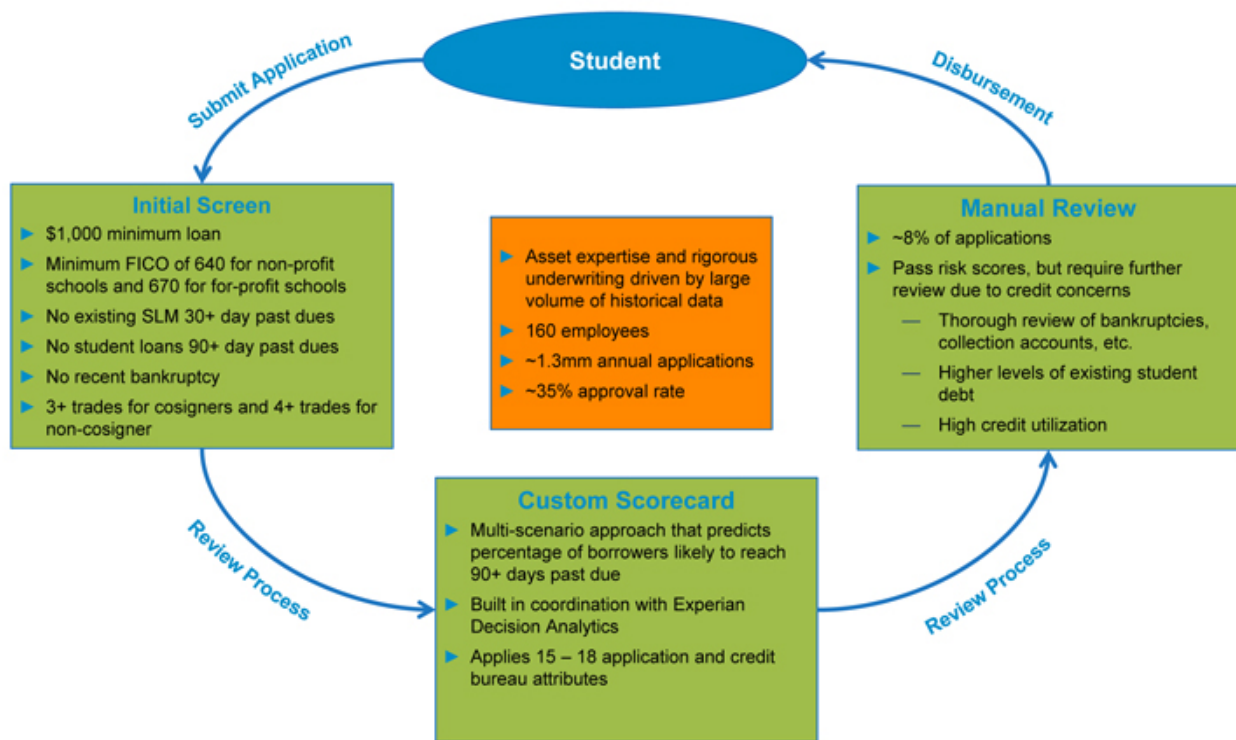 Student
Submit Application
Disbursement
Initial Screen
$1,000 minimum loan
Minimum FICO of 640 for non-profit
schools and 670 for for-profit schools
No existing SLM 30+ day past dues
No student loans 90+ day past dues
No recent bankruptcy
3+ trades for cosigners and 4+ trades for
non-cosigner
Asset expertise and rigorous
underwriting driven by large
volume of historical data
160 employees
~1.3mm annual applications
~35% approval rate
Manual Review
~8% of applications
Pass risk scores, but require further
review due to credit concerns
— Thorough review of bankruptcies,
collection accounts, etc.
— Higher levels of existing student
debt
— High credit utilization
Review Process
Custom Scorecard
Multi-scenario approach that predicts
percentage of borrowers likely to reach
90+ days past due
Built in coordination with Experian
Decision Analytics
Applies 15 – 18 application and credit
bureau attributes
Review Process